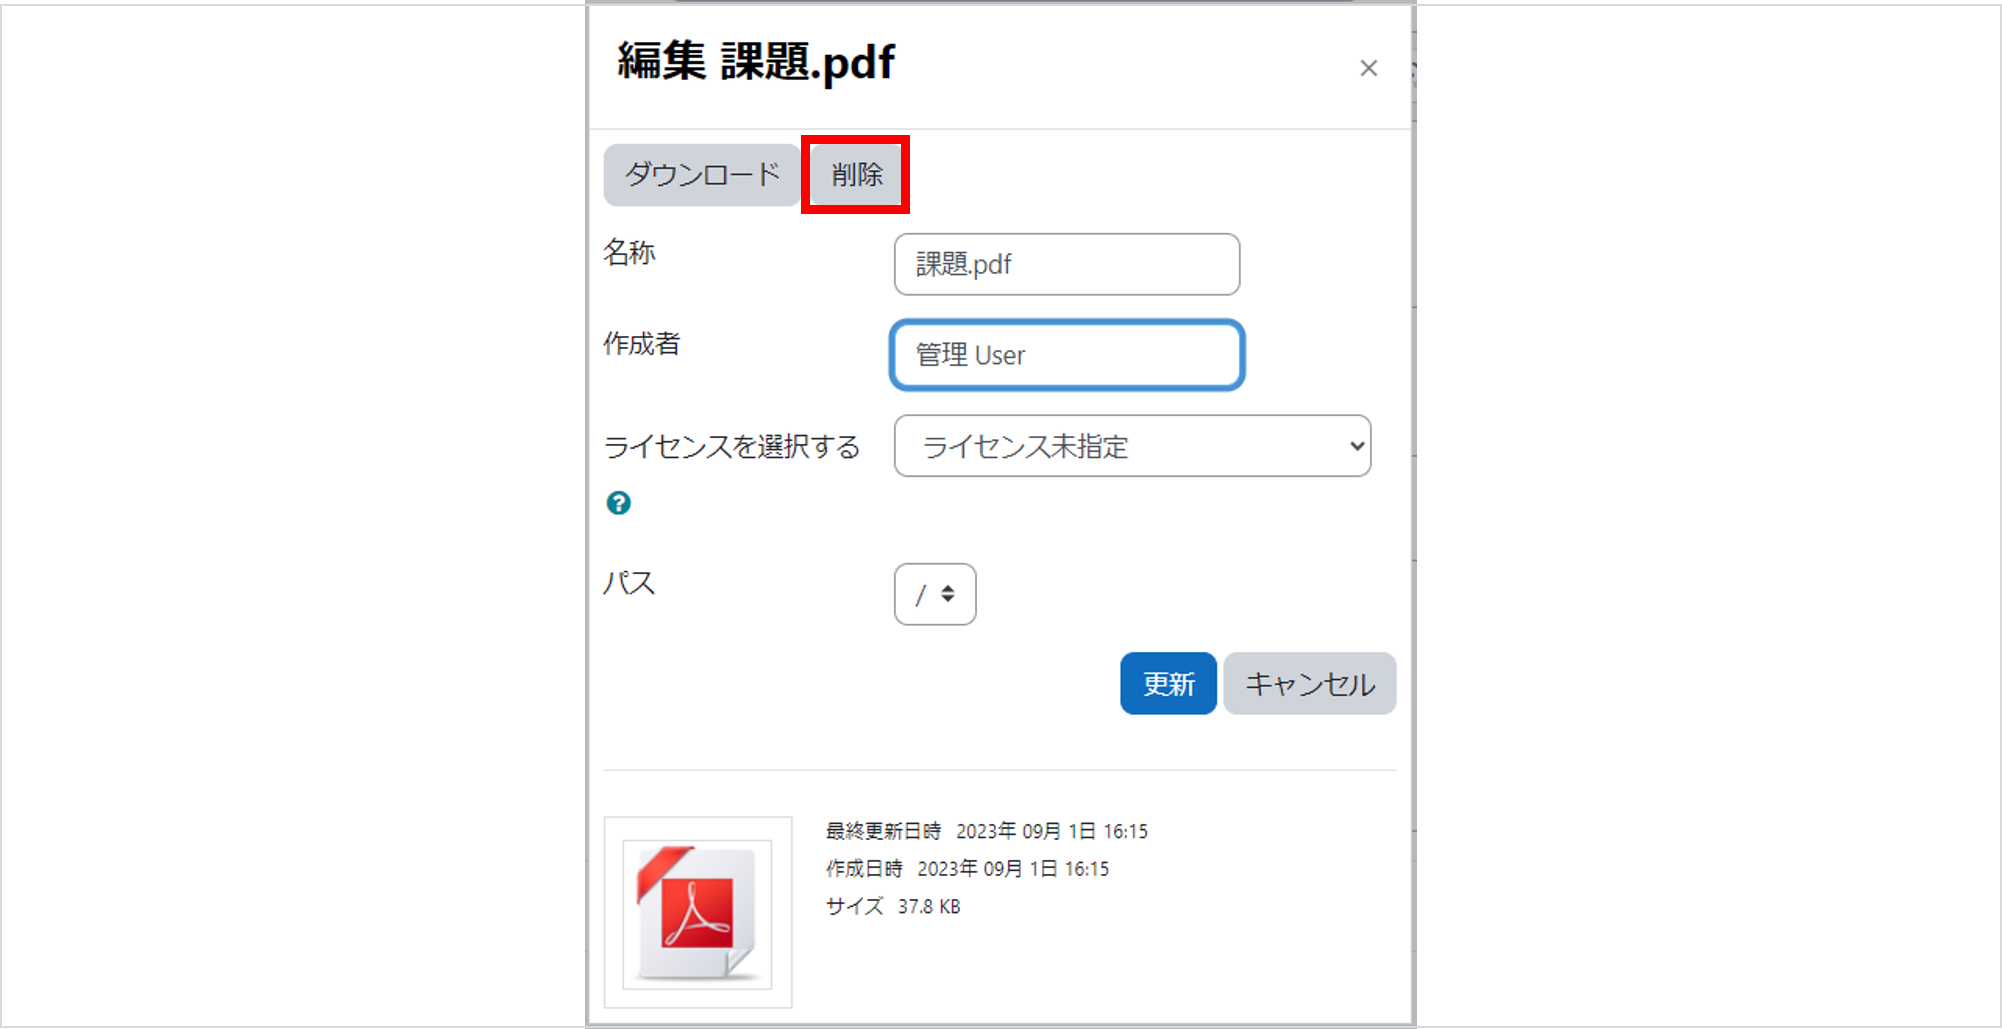 編集 課題.pdf
×
ダウンロード 削除
名称 課題.pdf
作成者 管理 User
ライセンスを選択する ライセンス未指定
?
パス /
更新 キャンセル
最終更新日時 2023年 09月 1日 16:15
作成日時 2023年 09月 1日 16:15
サイズ 37.8 KB